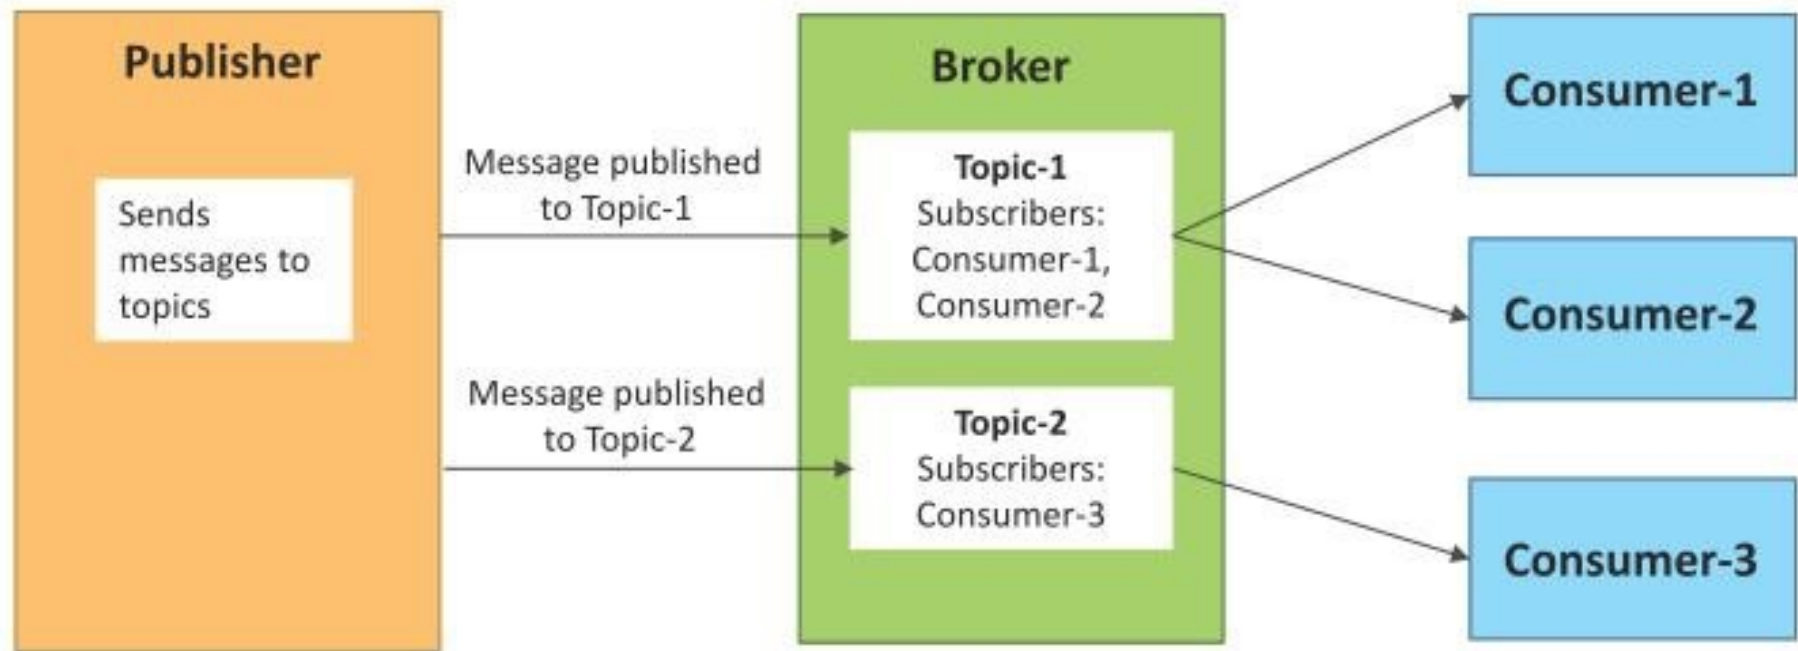 Publisher
Sends
messages to
topics
Message published
to Topic-1
Message published
to Topic-2
Broker
Topic-1
Subscribers:
Consumer-1,
Consumer-2
Topic-2
Subscribers:
Consumer-3
Consumer-1
Consumer-2
Consumer-3